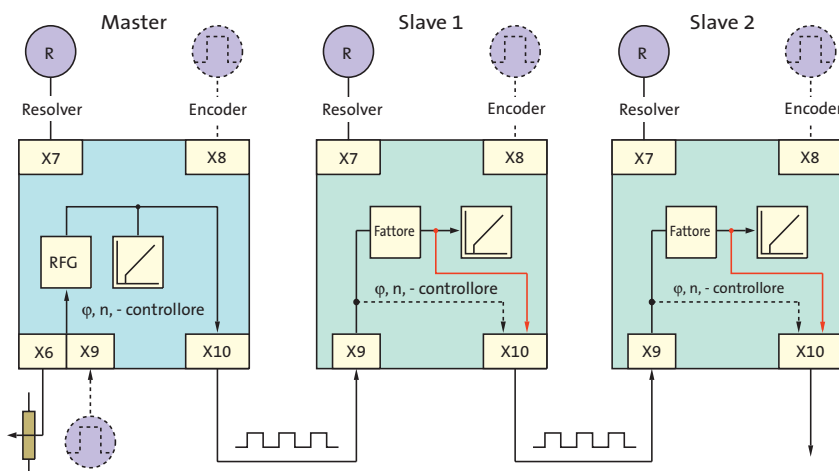 Master
Slave 1
Slave 2
R
R
R
Resolver
Encoder
Resolver
Encoder
Resolver
Encoder
X7
X8
X7
X8
X7
X8
RFG
Fattore
Fattore
φ, n, - controllore
φ, n, - controllore
φ, n, - controllore
X6
X9
X10
X9
X10
X9
X10